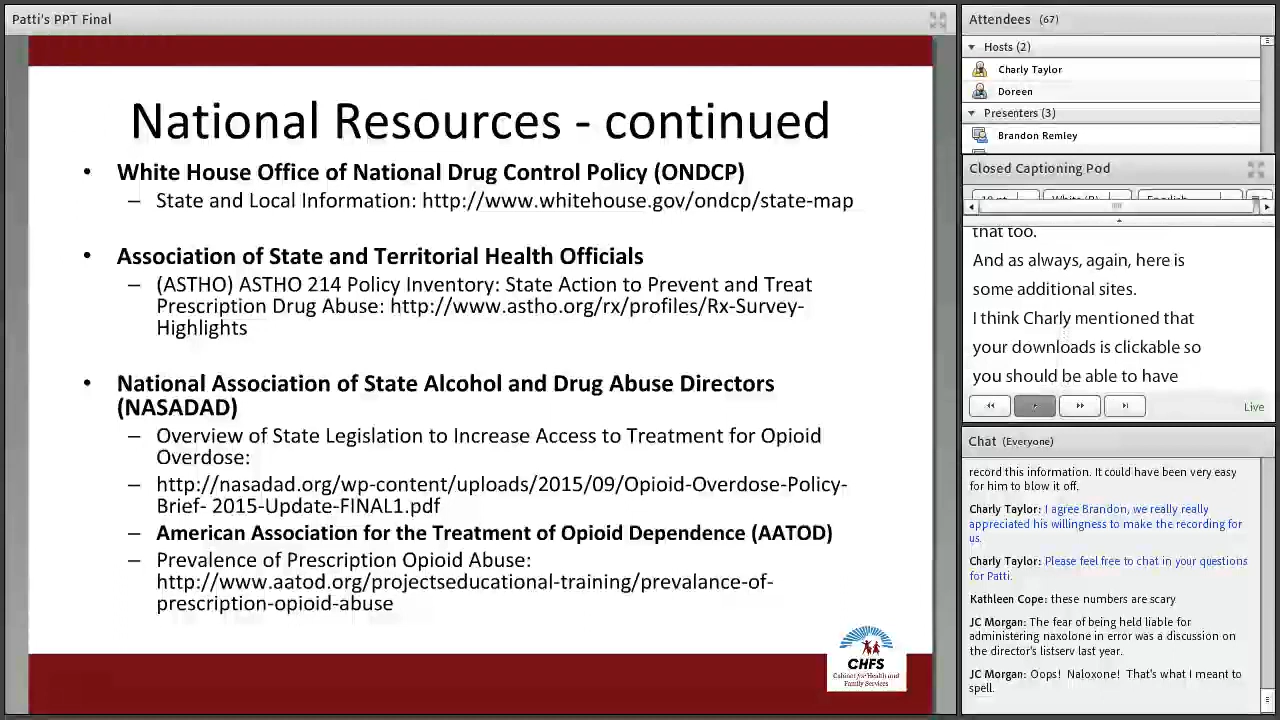 Patti's PPT Final
National Resources - continued
• White House Office of National Drug Control Policy (ONDCP)
– State and Local Information: http://www.whitehouse.gov/ondcp/state-map
• Association of State and Territorial Health Officials
– (ASTHO) ASTHO 214 Policy Inventory: State Action to Prevent and Treat
Prescription Drug Abuse: http://www.astho.org/rx/profiles/Rx-Survey-
Highlights
• National Association of State Alcohol and Drug Abuse Directors
(NASADAD)
– Overview of State Legislation to Increase Access to Treatment for Opioid
Overdose:
– http://nasadad.org/wp-content/uploads/2015/09/Opioid-Overdose-Policy-
Brief- 2015-Update-FINAL1.pdf
– American Association for the Treatment of Opioid Dependence (AATOD)
– Prevalence of Prescription Opioid Abuse:
http://www.aatod.org/projectseducational-training/prevalance-of-
prescription-opioid-abuse
CHFS
Cabinet for Health and
Family Services
Attendees (67)
Hosts (2)
Charly Taylor
Doreen
Presenters (3)
Brandon Remley
Closed Captioning Pod
that too.
And as always, again, here is
some additional sites.
I think Charly mentioned that
your downloads is clickable so
you should be able to have
Live
Chat (Everyone)
record this information. It could have been very easy
for him to blow it off.
Charly Taylor: I agree Brandon, we really really
appreciated his willingness to make the recording for
us.
Charly Taylor: Please feel free to chat in your questions
for Patti.
Kathleen Cope: these numbers are scary
JC Morgan: The fear of being held liable for
administering naxolone in error was a discussion on
the director's listserv last year.
JC Morgan: Oops! Naloxone! That's what I meant to
spell.